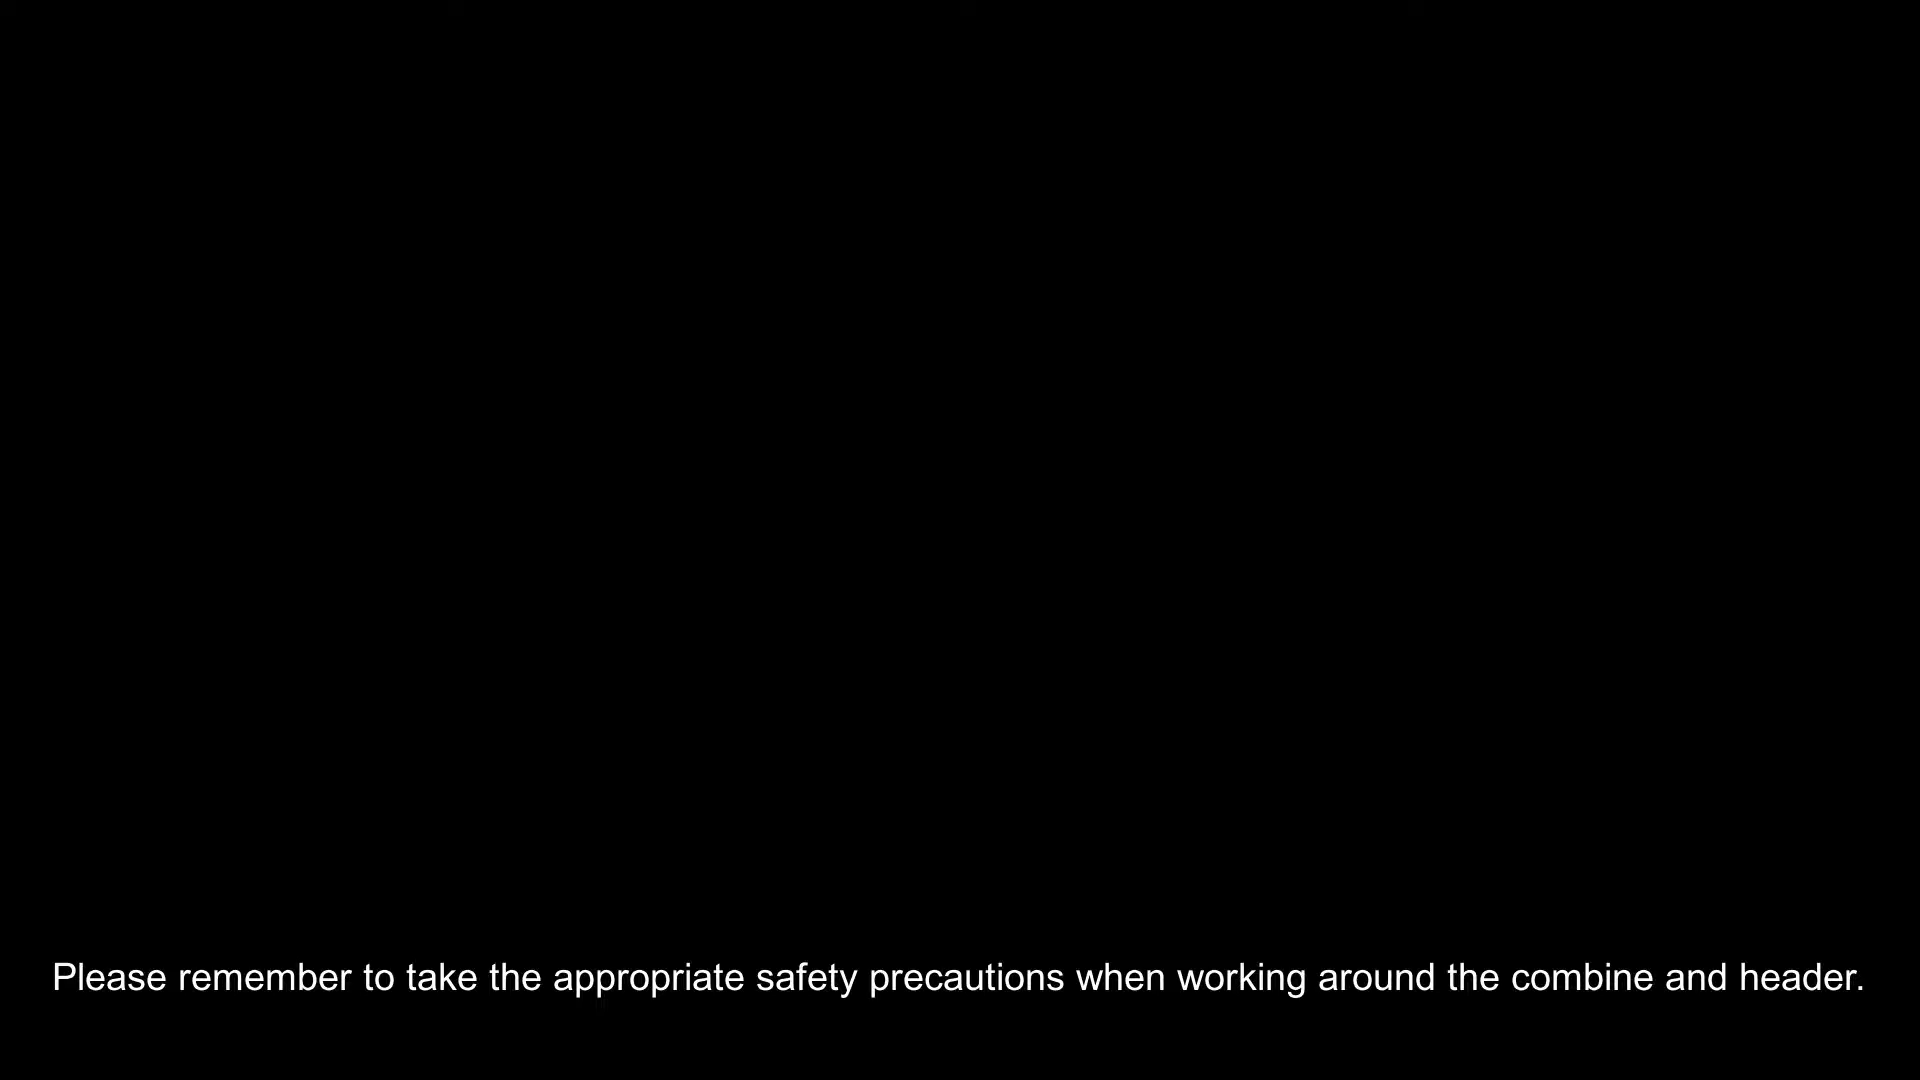 Please remember to take the appropriate safety precautions when working around the combine and header.